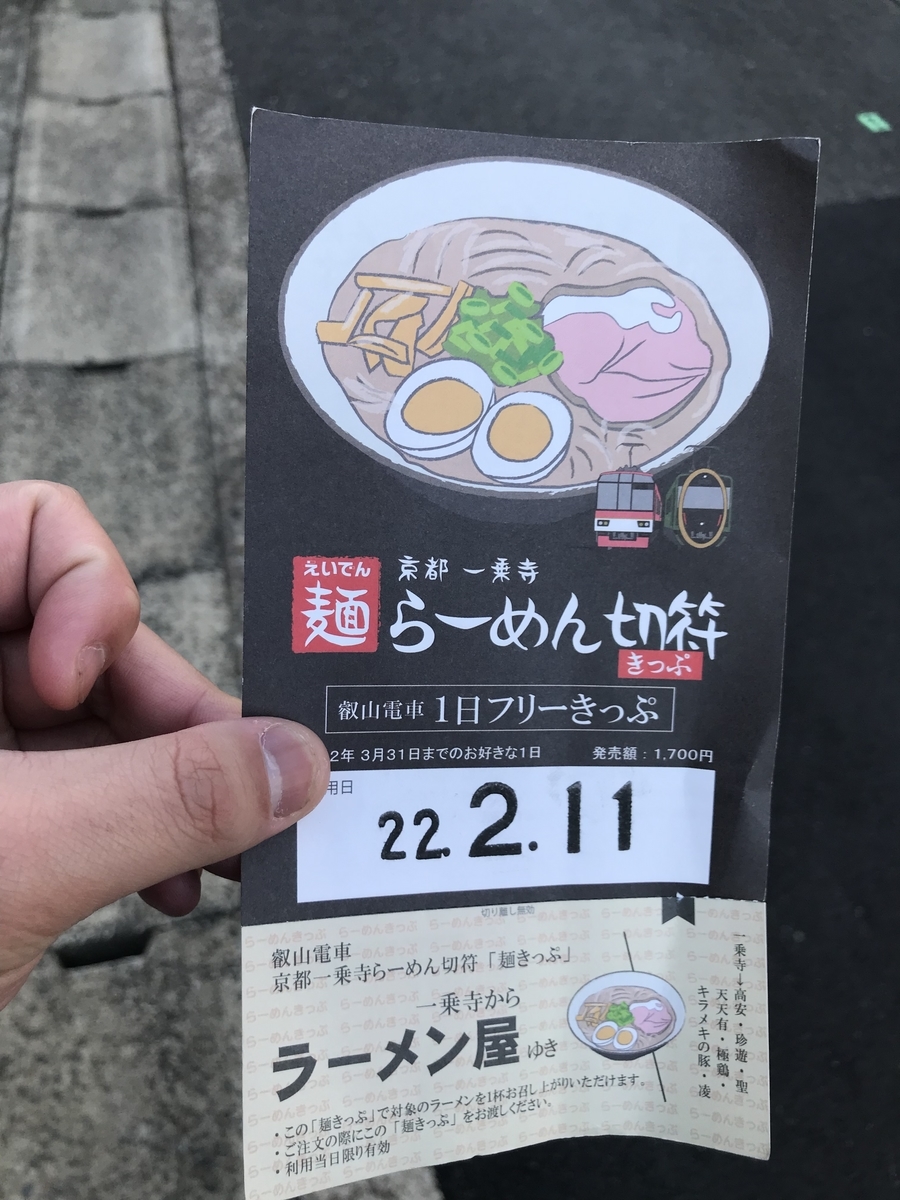 えいでん
麺
京都 一乗寺
らーめん切符
きっぷ
叡山電車 1日フリーきっぷ
2年 3月31日までのお好きな1日 発売額：1,700円
用日
22.2.11
切り離し無効
叡山電車
京都一乗寺らーめん切符「麺きっぷ」
一乗寺から
ラーメン屋 ゆき
一乗寺→高安・珍遊・聖
天天有・極鶏・
キラメキの豚・凌
・この「麺きっぷ」で対象のラーメンを1杯お召し上がりいただけます。
・ご注文の際にこの「麺きっぷ」をお渡しください。
・利用当日限り有効